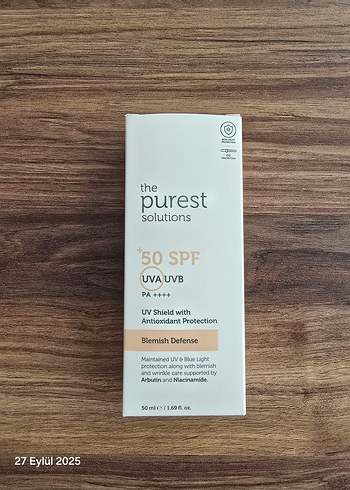 the
purest
solutions
+50 SPF
UVA UVB
PA ++++
UV Shield with
Antioxidant Protection
Blemish Defense
Maintained UV & Blue Light
protection along with blemish
and wrinkle care supported by
Arbutin and Niacinamide.
50 ml ℮ / 1.69 fl. oz.
27 Eylül 2025